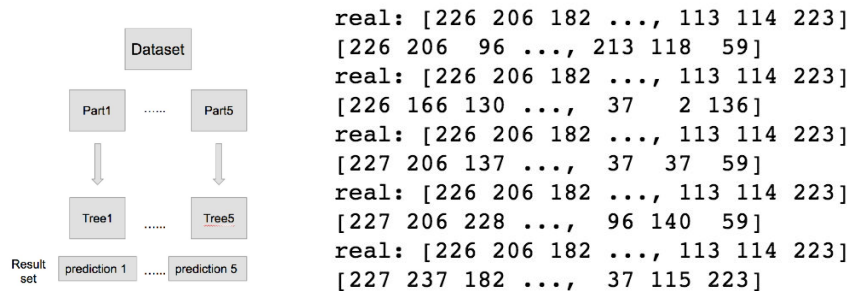 Dataset
Part1 ...... Part5
Tree1 ...... Tree5
Result set prediction 1 ...... prediction 5
real: [226 206 182 ..., 113 114 223]
[226 206  96 ..., 213 118  59]
real: [226 206 182 ..., 113 114 223]
[226 166 130 ...,  37   2 136]
real: [226 206 182 ..., 113 114 223]
[227 206 137 ...,  37  37  59]
real: [226 206 182 ..., 113 114 223]
[227 206 228 ...,  96 140  59]
real: [226 206 182 ..., 113 114 223]
[227 237 182 ...,  37 115 223]